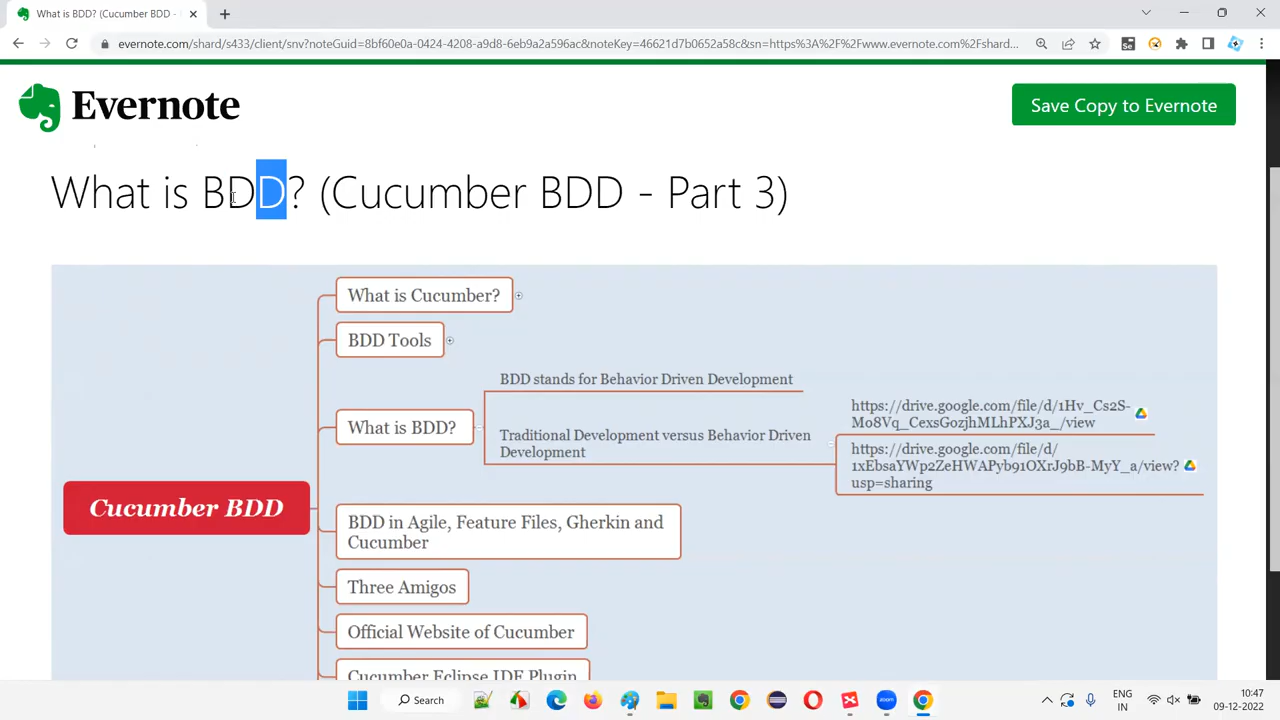 What is BDD? (Cucumber BDD -
evernote.com/shard/s433/client/snv?noteGuid=8bf60e0a-0d24-4d08-a9d8-6eb9a2a596ac&noteKey=46621d7b0652a58c&sn=https%3A%2F%2Fwww.evernote.com%2Fshard...
Evernote
Save Copy to Evernote
What is BDD? (Cucumber BDD - Part 3)
What is Cucumber?
BDD Tools
What is BDD?
BDD stands for Behavior Driven Development
Traditional Development versus Behavior Driven
Development
https://drive.google.com/file/d/1Hv_Cs2S-
Mo8Vq_CexsGozjhMLhPXJ3a_/view
https://drive.google.com/file/d/
1xEbsaYWp2ZeHWAPyb91OXrJ9bB-MyY_a/view?
usp=sharing
Cucumber BDD
BDD in Agile, Feature Files, Gherkin and
Cucumber
Three Amigos
Official Website of Cucumber
Cucumber Eclipse IDE Plugin
Search
zoom
ENG
IN
10:47
09-12-2022